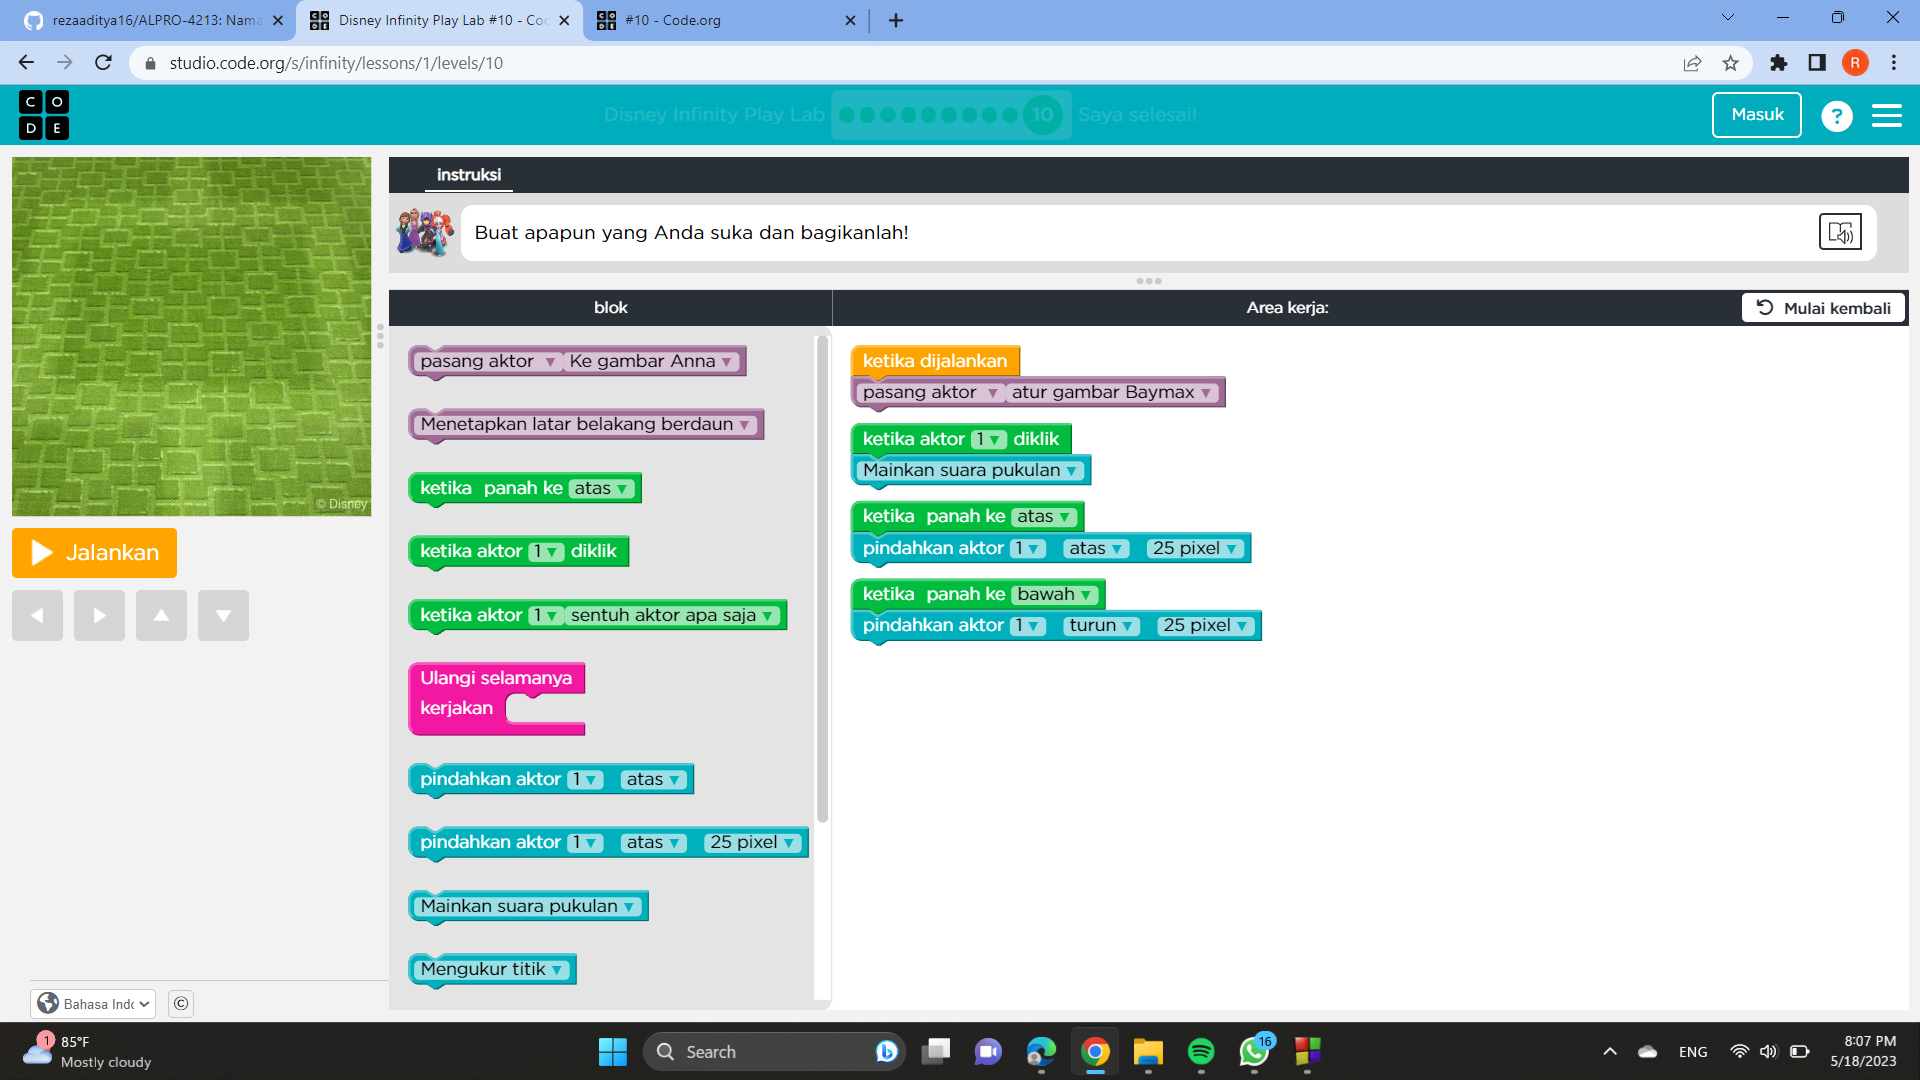 rezaaditya16/ALPRO-4213: Nama
Disney Infinity Play Lab #10 - Co
#10 - Code.org
studio.code.org/s/infinity/lessons/1/levels/10
R
C O D E
Disney Infinity Play Lab
10
Saya selesai!
Masuk
?
instruksi
Buat apapun yang Anda suka dan bagikanlah!
blok
Area kerja:
Mulai kembali
© Disney
Jalankan
pasang aktor Ke gambar Anna
Menetapkan latar belakang berdaun
ketika panah ke atas
ketika aktor 1 diklik
ketika aktor 1 sentuh aktor apa saja
Ulangi selamanya
kerjakan
pindahkan aktor 1 atas
pindahkan aktor 1 atas 25 pixel
Mainkan suara pukulan
Mengukur titik
ketika dijalankan
pasang aktor atur gambar Baymax
ketika aktor 1 diklik
Mainkan suara pukulan
ketika panah ke atas
pindahkan aktor 1 atas 25 pixel
ketika panah ke bawah
pindahkan aktor 1 turun 25 pixel
Bahasa Indo
©
1
85°F
Mostly cloudy
Search
16
ENG
8:07 PM
5/18/2023